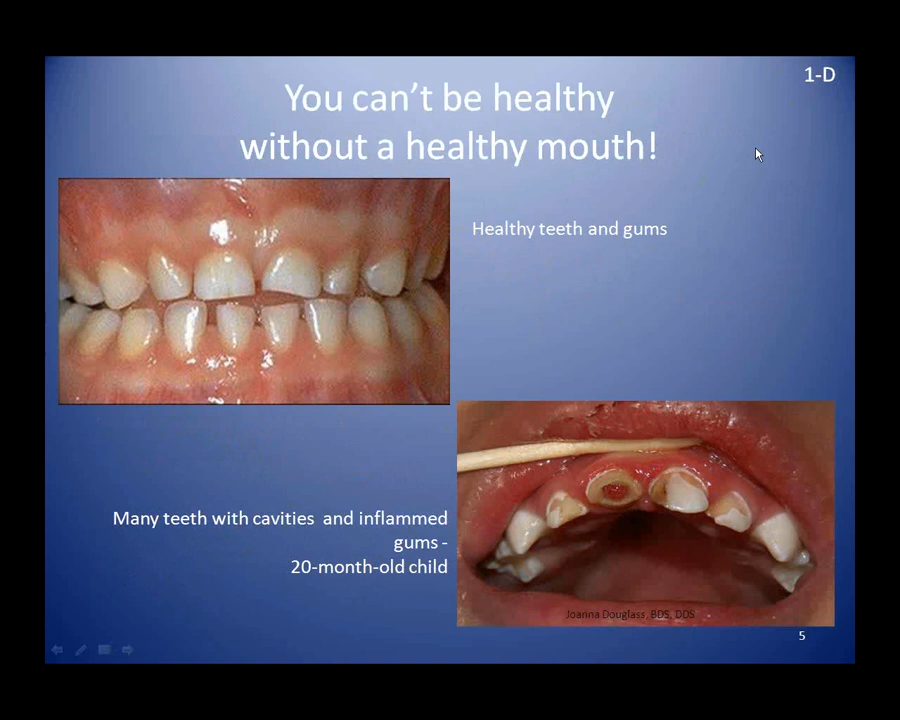 1-D
You can’t be healthy
without a healthy mouth!
Healthy teeth and gums
Many teeth with cavities  and inflammed
gums -
20-month-old child
Joanna Douglass, BDS, DDS
5